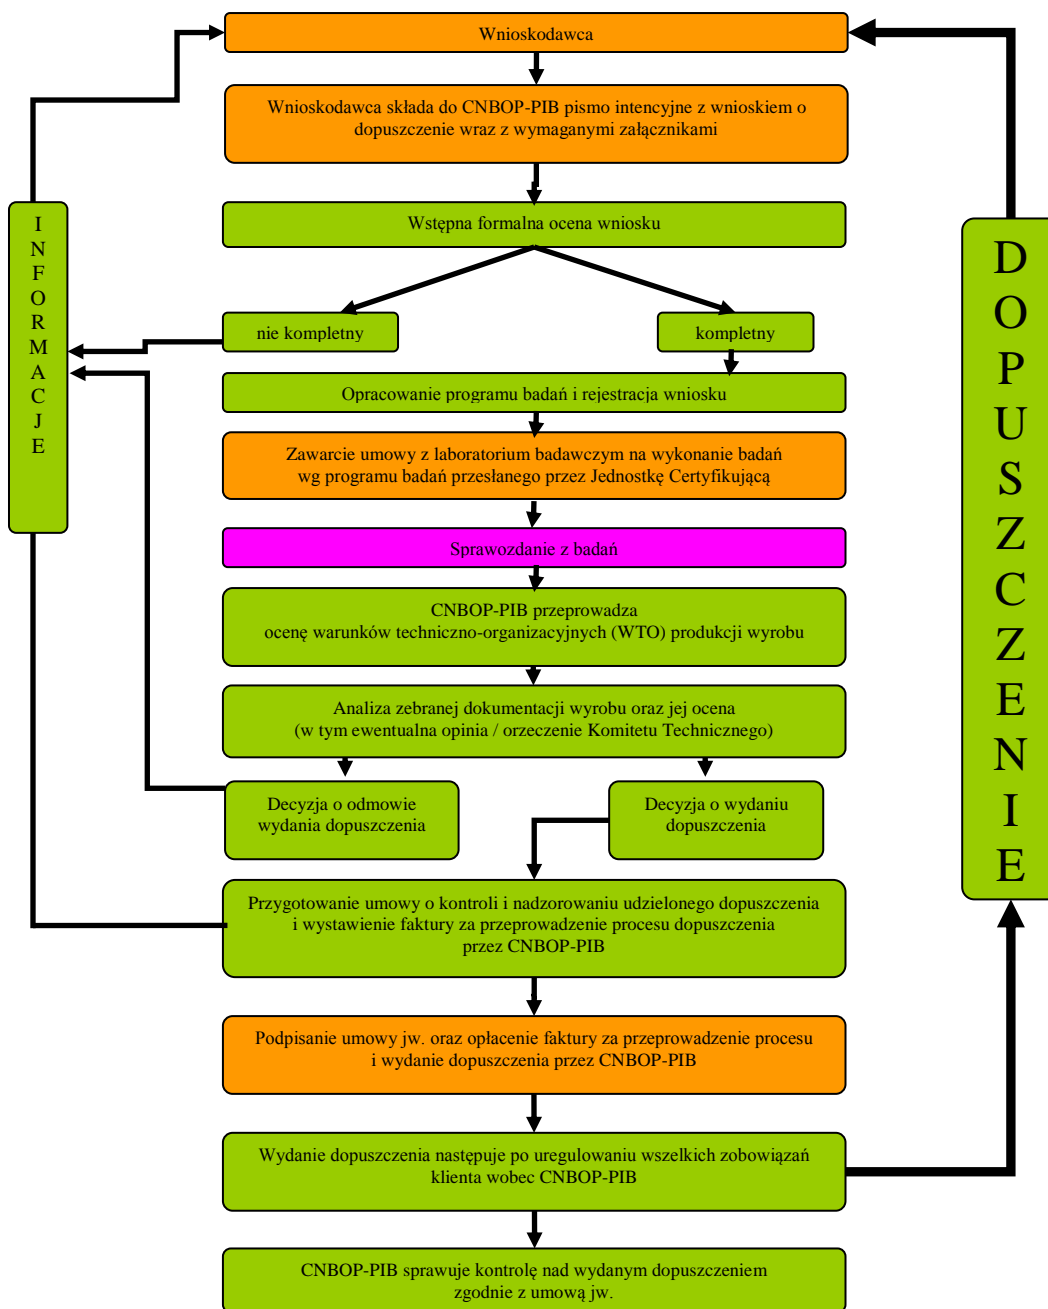 Wnioskodawca
Wnioskodawca składa do CNBOP-PIB pismo intencyjne z wnioskiem o
dopuszczenie wraz z wymaganymi załącznikami
Wstępna formalna ocena wniosku
nie kompletny
kompletny
Opracowanie programu badań i rejestracja wniosku
Zawarcie umowy z laboratorium badawczym na wykonanie badań
wg programu badań przesłanego przez Jednostkę Certyfikującą
Sprawozdanie z badań
CNBOP-PIB przeprowadza
ocenę warunków techniczno-organizacyjnych (WTO) produkcji wyrobu
Analiza zebranej dokumentacji wyrobu oraz jej ocena
(w tym ewentualna opinia / orzeczenie Komitetu Technicznego)
Decyzja o odmowie
wydania dopuszczenia
Decyzja o wydaniu
dopuszczenia
Przygotowanie umowy o kontroli i nadzorowaniu udzielonego dopuszczenia
i wystawienie faktury za przeprowadzenie procesu dopuszczenia
przez CNBOP-PIB
Podpisanie umowy jw. oraz opłacenie faktury za przeprowadzenie procesu
i wydanie dopuszczenia przez CNBOP-PIB
Wydanie dopuszczenia następuje po uregulowaniu wszelkich zobowiązań
klienta wobec CNBOP-PIB
CNBOP-PIB sprawuje kontrolę nad wydanym dopuszczeniem
zgodnie z umową jw.
INFORMACJE
DOPUSZCZENIE